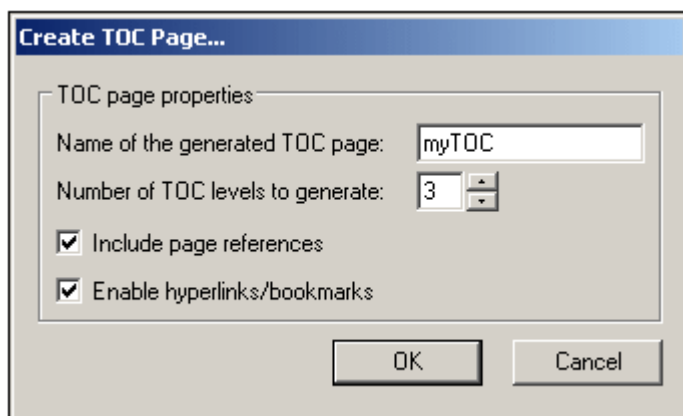 Create TOC Page...
TOC page properties
Name of the generated TOC page: myTOC
Number of TOC levels to generate: 3
Include page references
Enable hyperlinks/bookmarks
OK Cancel